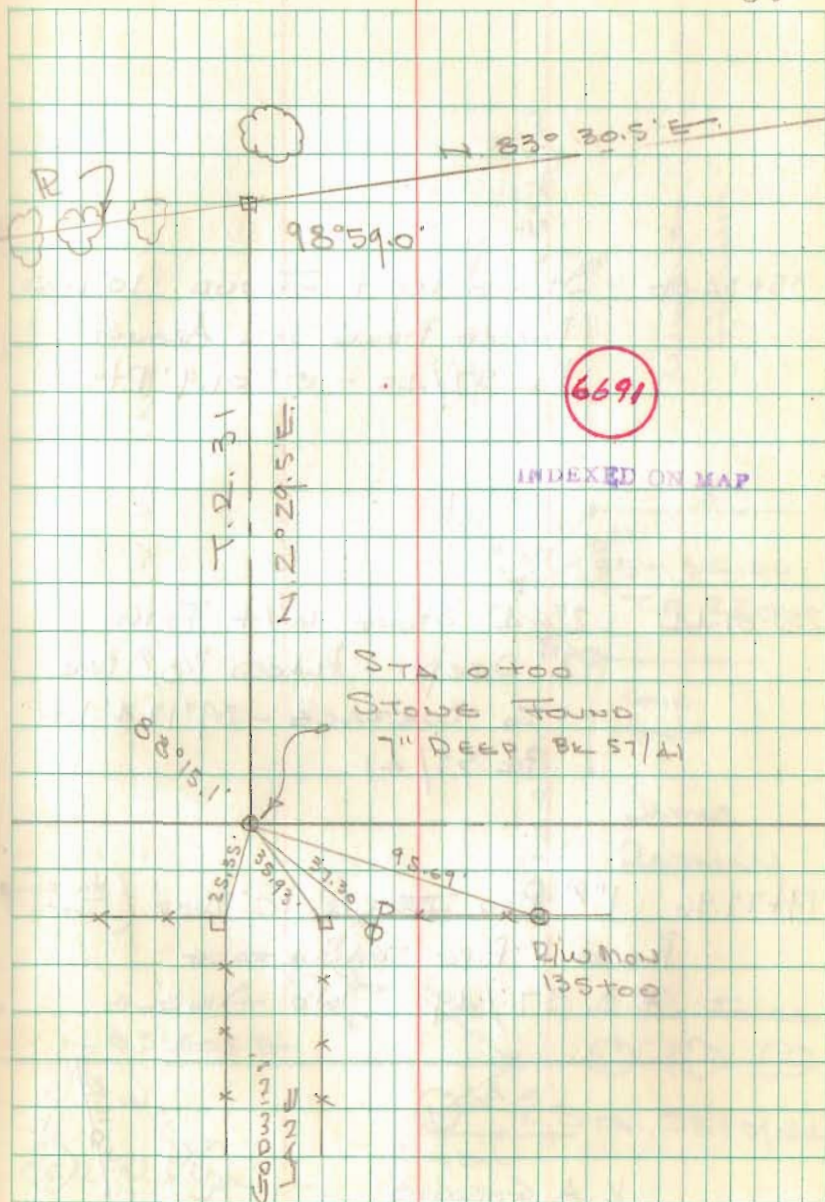 N. 83° 30.5' E.
98°59.0'
6691
INDEXED ON MAP
T.R. 31
N. 2° 29.5' E.
STA 0+00
STONE FOUND
7" DEEP BK 57/41
88°15.1'
25.35'
35.93'
37.30
95.69'
P
R/W MON
135+00
LANE